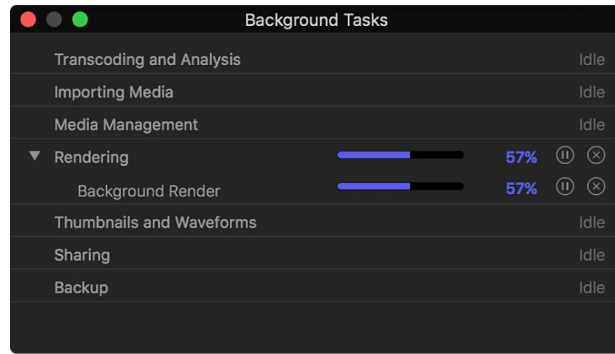 Background Tasks
Transcoding and Analysis Idle
Importing Media Idle
Media Management Idle
Rendering 57%
Background Render 57%
Thumbnails and Waveforms Idle
Sharing Idle
Backup Idle